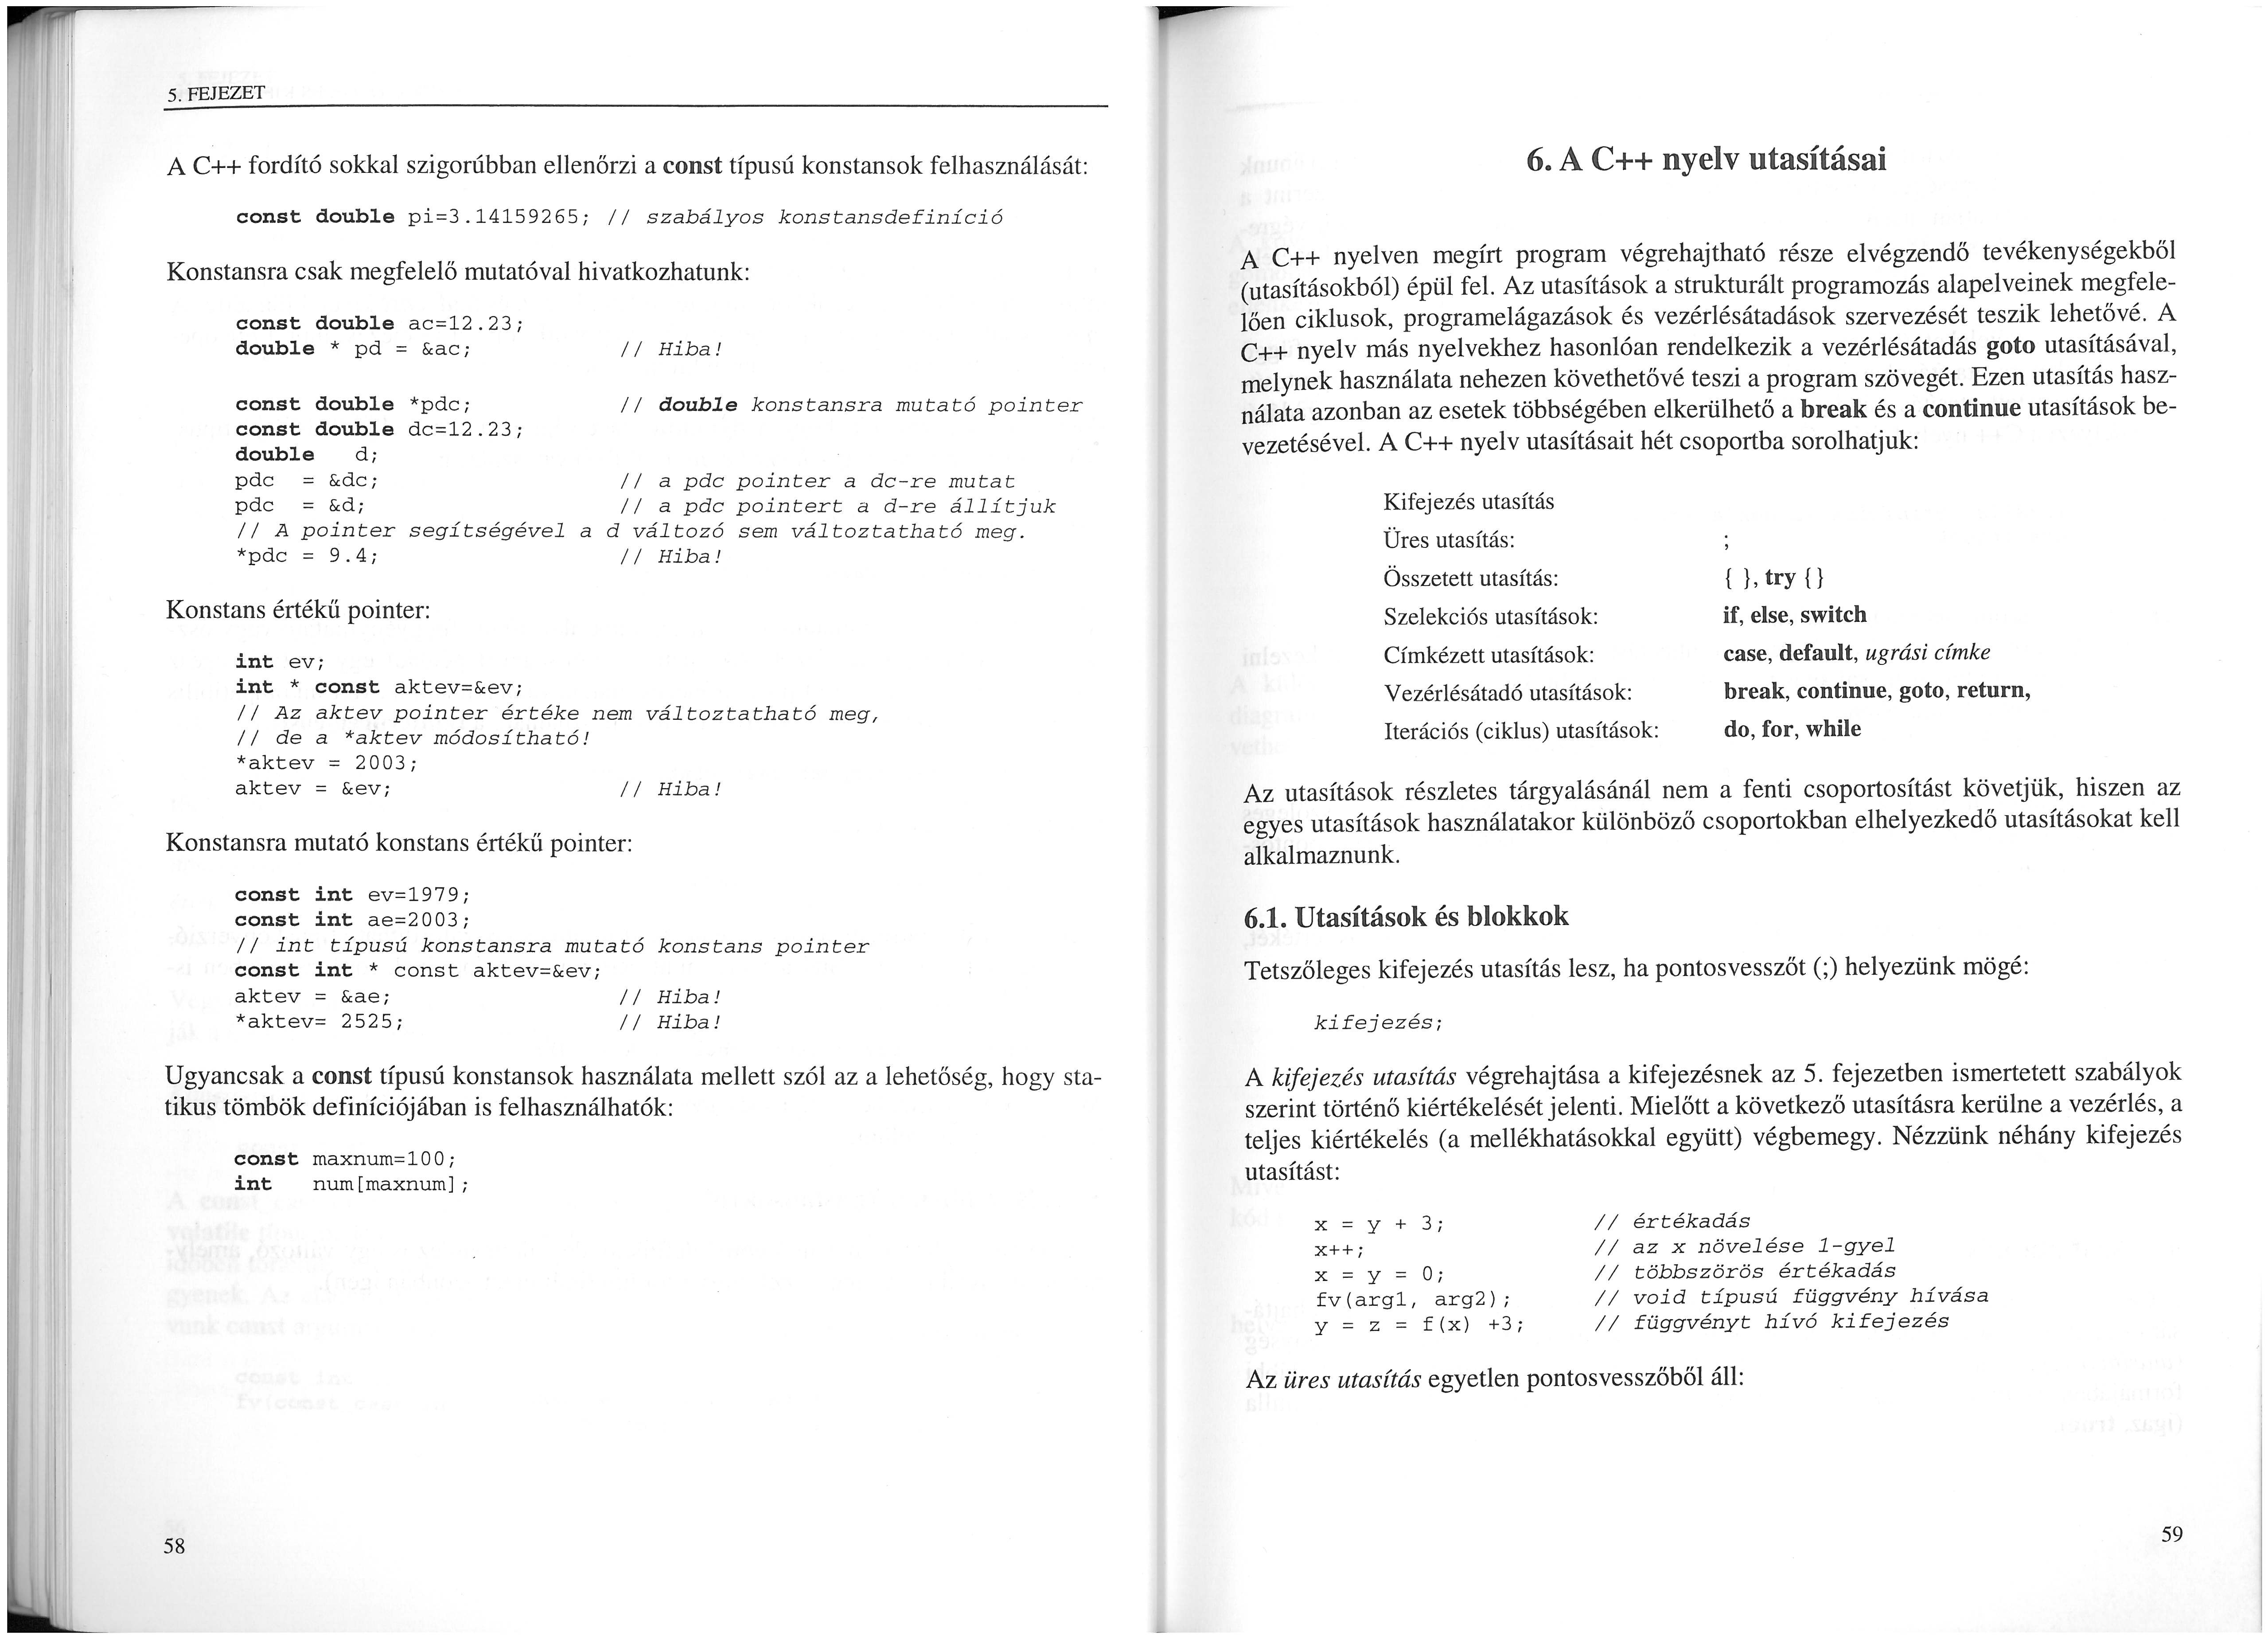 5. FEJEZET
A C++ fordító sokkal szigorúbban ellenőrzi a const típusú konstansok felhasználását:
const double pi=3.14159265; // szabályos konstansdefiníció
Konstansra csak megfelelő mutatóval hivatkozhatunk:
const double ac=12.23;
double * pd = &ac; // Hiba!
const double *pdc; // double konstansra mutató pointer
const double dc=12.23;
double d;
pdc = &dc; // a pdc pointer a dc-re mutat
pdc = &d; // a pdc pointert a d-re állítjuk
// A pointer segítségével a d változó sem változtatható meg.
*pdc = 9.4; // Hiba!
Konstans értékű pointer:
int ev;
int * const aktev=&ev;
// Az aktev pointer értéke nem változtatható meg,
// de a *aktev módosítható!
*aktev = 2003;
aktev = &ev; // Hiba!
Konstansra mutató konstans értékű pointer:
const int ev=1979;
const int ae=2003;
// int típusú konstansra mutató konstans pointer
const int * const aktev=&ev;
aktev = &ae; // Hiba!
*aktev= 2525; // Hiba!
Ugyancsak a const típusú konstansok használata mellett szól az a lehetőség, hogy sta-
tikus tömbök definíciójában is felhasználhatók:
const maxnum=100;
int num[maxnum];
58
6. A C++ nyelv utasításai
A C++ nyelven megírt program végrehajtható része elvégzendő tevékenységekből
(utasításokból) épül fel. Az utasítások a strukturált programozás alapelveinek megfele-
lően ciklusok, programelágazások és vezérlésátadások szervezését teszik lehetővé. A
C++ nyelv más nyelvekhez hasonlóan rendelkezik a vezérlésátadás goto utasításával,
melynek használata nehezen követhetővé teszi a program szövegét. Ezen utasítás hasz-
nálata azonban az esetek többségében elkerülhető a break és a continue utasítások be-
vezetésével. A C++ nyelv utasításait hét csoportba sorolhatjuk:
Kifejezés utasítás
Üres utasítás: ;
Összetett utasítás: { }, try {}
Szelekciós utasítások: if, else, switch
Címkézett utasítások: case, default, ugrási címke
Vezérlésátadó utasítások: break, continue, goto, return,
Iterációs (ciklus) utasítások: do, for, while
Az utasítások részletes tárgyalásánál nem a fenti csoportosítást követjük, hiszen az
egyes utasítások használatakor különböző csoportokban elhelyezkedő utasításokat kell
alkalmaznunk.
6.1. Utasítások és blokkok
Tetszőleges kifejezés utasítás lesz, ha pontosvesszőt (;) helyezünk mögé:
kifejezés;
A kifejezés utasítás végrehajtása a kifejezésnek az 5. fejezetben ismertetett szabályok
szerint történő kiértékelését jelenti. Mielőtt a következő utasításra kerülne a vezérlés, a
teljes kiértékelés (a mellékhatásokkal együtt) végbemegy. Nézzünk néhány kifejezés
utasítást:
x = y + 3; // értékadás
x++; // az x növelése 1-gyel
x = y = 0; // többszörös értékadás
fv(arg1, arg2); // void típusú függvény hívása
y = z = f(x) +3; // függvényt hívó kifejezés
Az üres utasítás egyetlen pontosvesszőből áll:
59